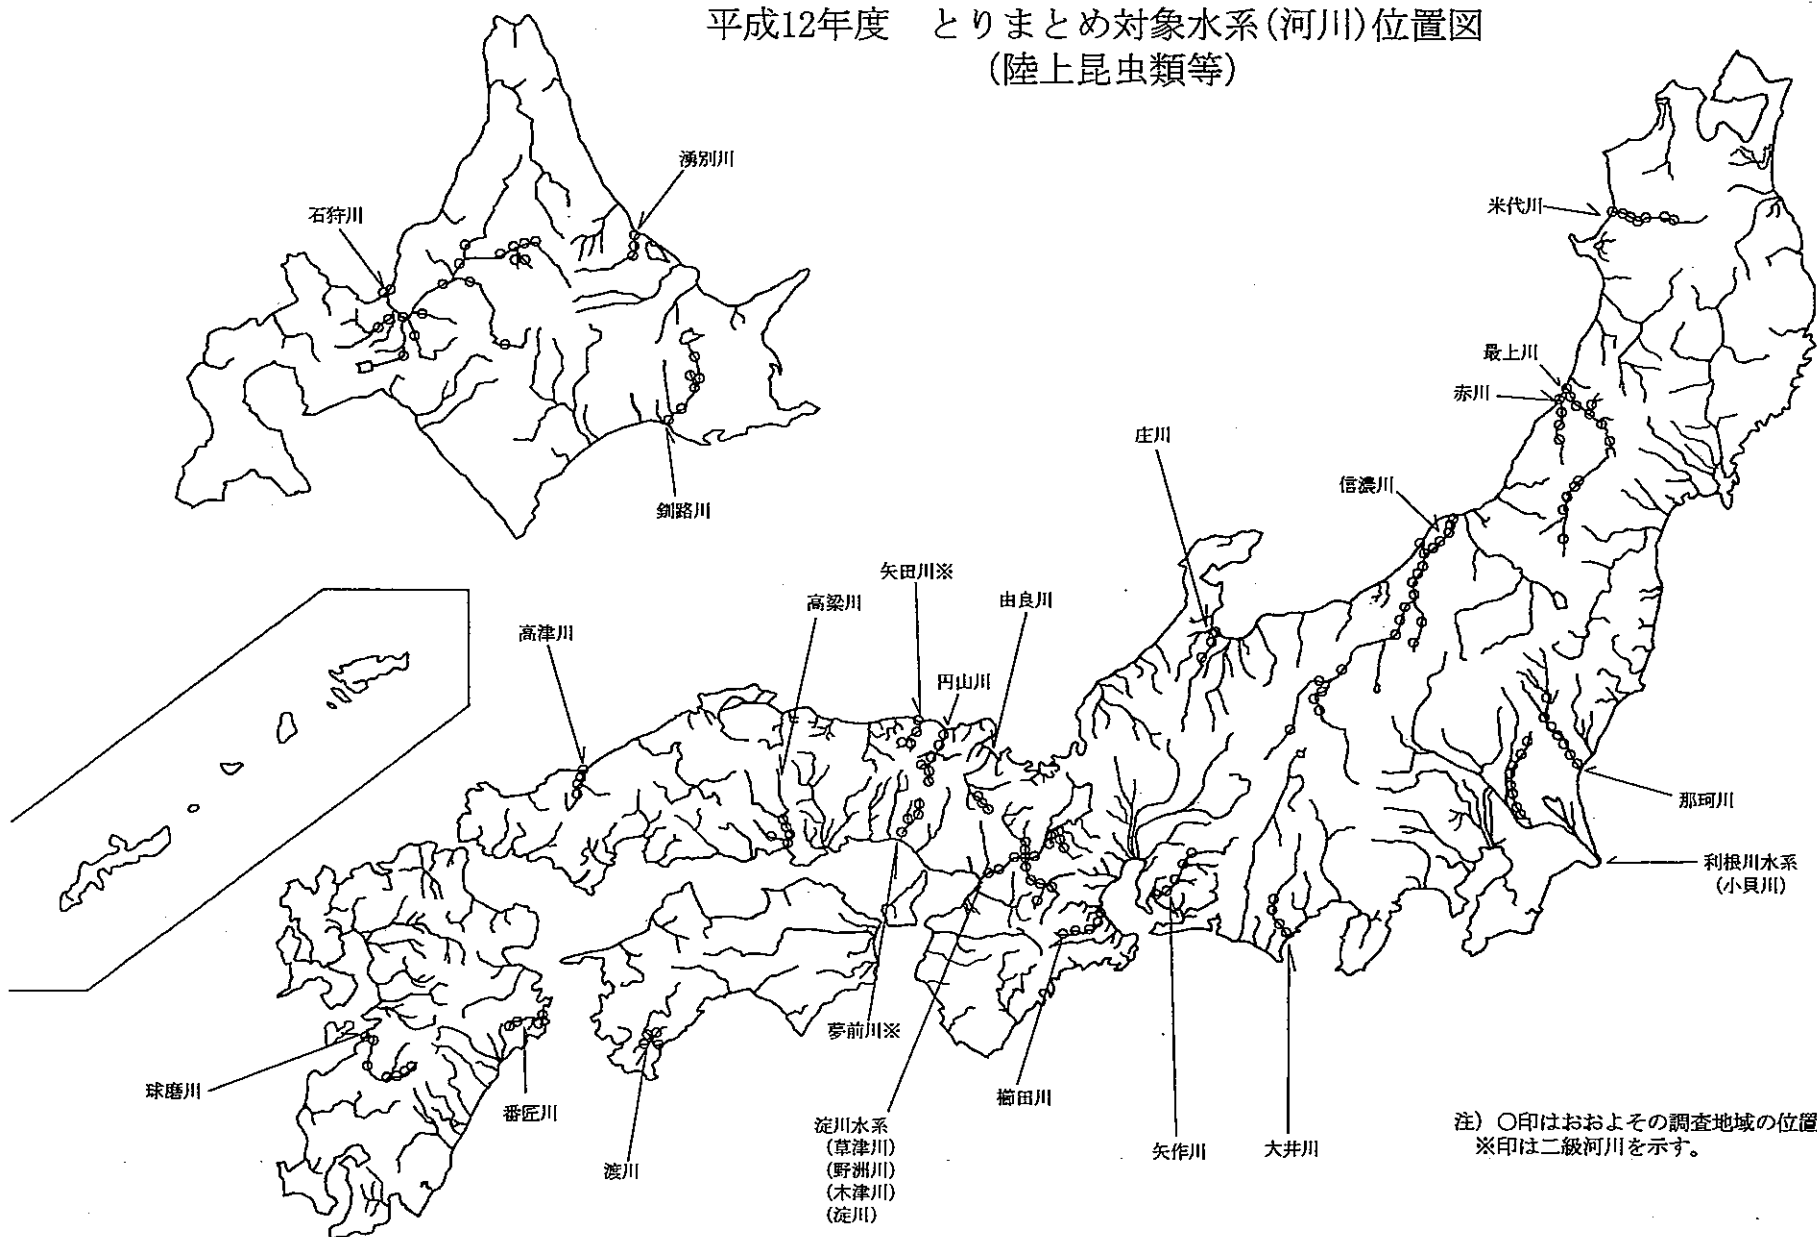 平成12年度　とりまとめ対象水系(河川)位置図
(陸上昆虫類等)
湧別川
石狩川
米代川
最上川
赤川
庄川
信濃川
釧路川
矢田川※
高梁川
由良川
高津川
円山川
那珂川
利根川水系
(小貝川)
夢前川※
球磨川
番匠川
櫛田川
淀川水系
(草津川)
(野洲川)
(木津川)
(淀川)
渡川
矢作川
大井川
注）○印はおおよその調査地域の位置
※印は二級河川を示す。